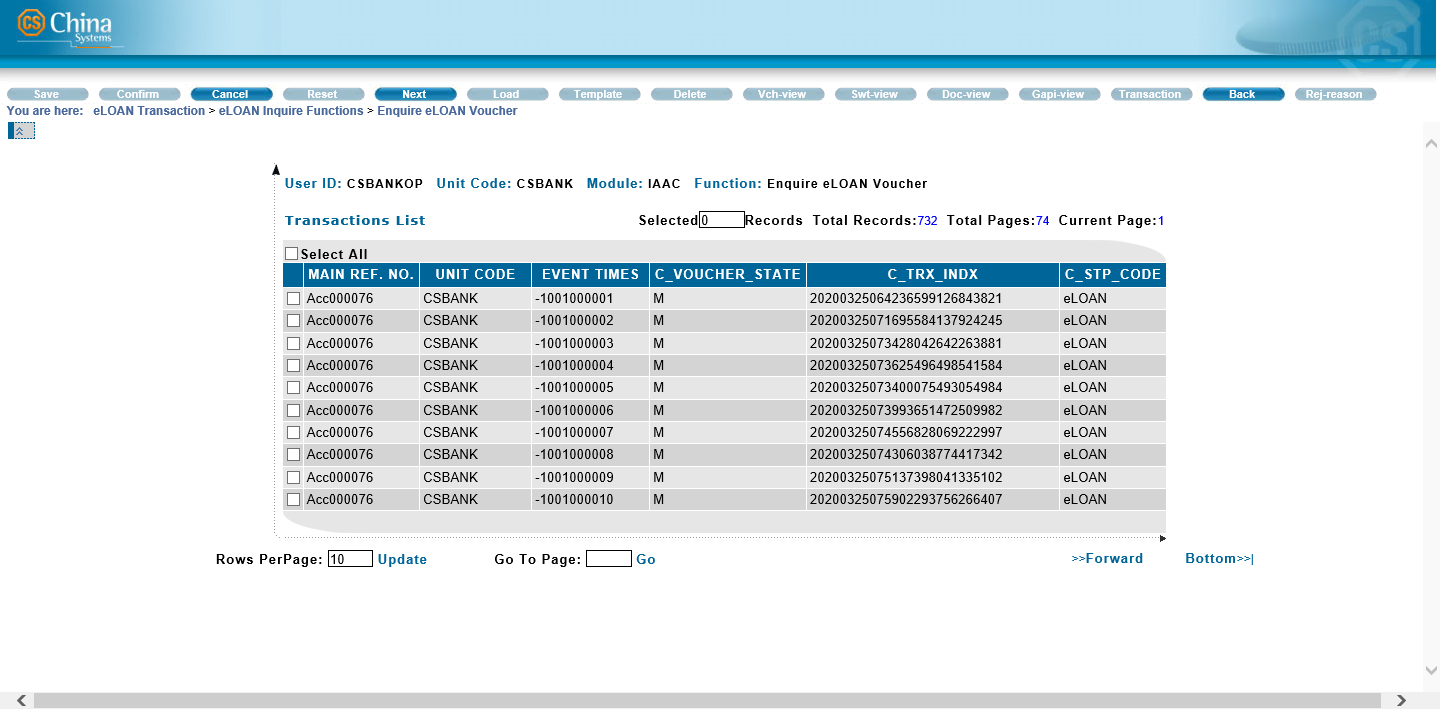 CS China Systems
Save Confirm Cancel Reset Next Load Template Delete Vch-view Swt-view Doc-view Gapi-view Transaction Back Rej-reason
You are here: eLOAN Transaction > eLOAN Inquire Functions > Enquire eLOAN Voucher
User ID: CSBANKOP Unit Code: CSBANK Module: IAAC Function: Enquire eLOAN Voucher
Transactions List Selected 0 Records Total Records:732 Total Pages:74 Current Page:1
Select All
MAIN REF. NO. UNIT CODE EVENT TIMES C_VOUCHER_STATE C_TRX_INDX C_STP_CODE
Acc000076 CSBANK -1001000001 M 20200325064236599126843821 eLOAN
Acc000076 CSBANK -1001000002 M 20200325071695584137924245 eLOAN
Acc000076 CSBANK -1001000003 M 20200325073428042642263881 eLOAN
Acc000076 CSBANK -1001000004 M 20200325073625496498541584 eLOAN
Acc000076 CSBANK -1001000005 M 20200325073400075493054984 eLOAN
Acc000076 CSBANK -1001000006 M 20200325073993651472509982 eLOAN
Acc000076 CSBANK -1001000007 M 20200325074556828069222997 eLOAN
Acc000076 CSBANK -1001000008 M 20200325074306038774417342 eLOAN
Acc000076 CSBANK -1001000009 M 20200325075137398041335102 eLOAN
Acc000076 CSBANK -1001000010 M 20200325075902293756266407 eLOAN
Rows PerPage: 10 Update Go To Page: Go >>Forward Bottom>>|